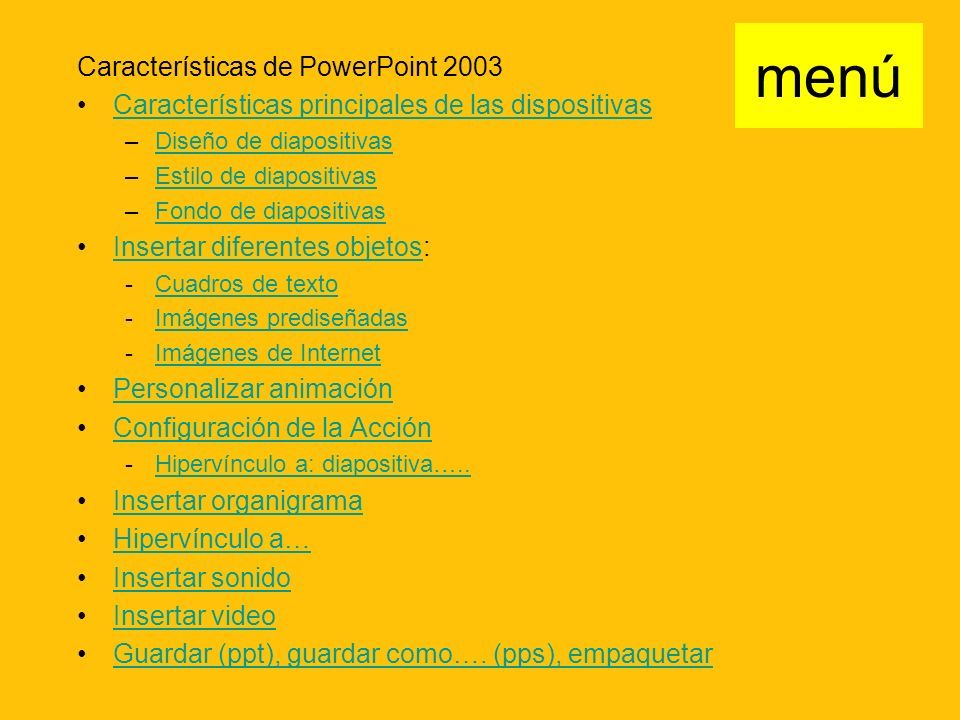 menú
Características de PowerPoint 2003
• Características principales de las dispositivas
– Diseño de diapositivas
– Estilo de diapositivas
– Fondo de diapositivas
• Insertar diferentes objetos:
- Cuadros de texto
- Imágenes prediseñadas
- Imágenes de Internet
• Personalizar animación
• Configuración de la Acción
- Hipervínculo a: diapositiva…..
• Insertar organigrama
• Hipervínculo a…
• Insertar sonido
• Insertar video
• Guardar (ppt), guardar como…. (pps), empaquetar